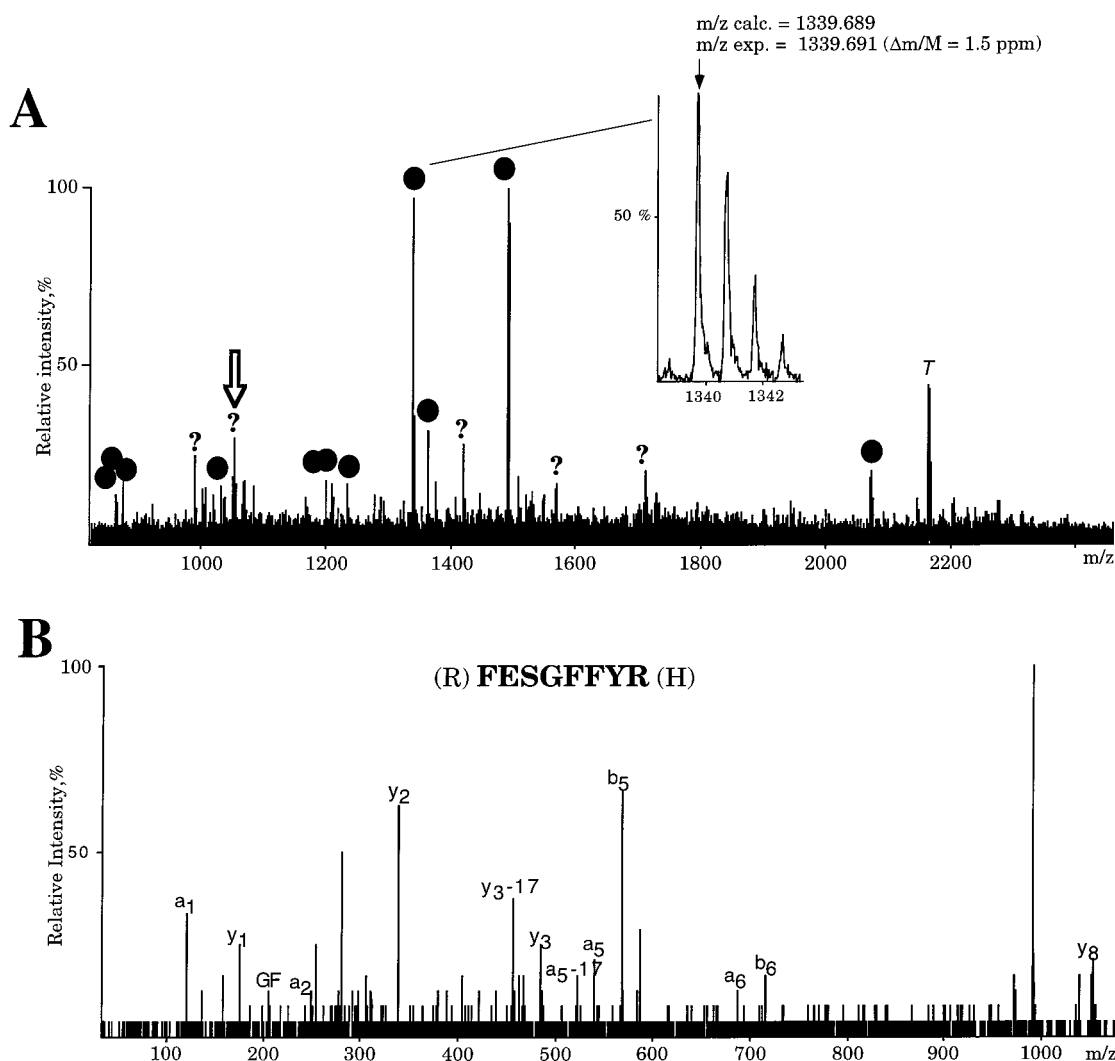 m/z calc. = 1339.689
m/z exp. = 1339.691 (Δm/M = 1.5 ppm)
A
100
50 %
Relative intensity,%
50
1340 1342
T
?
? ? ? ? 
1000 1200 1400 1600 1800 2000 2200 m/z
B
100
(R) FESGFFYR (H)
Relative Intensity,%
b5
y2
50
y3-17
a1
y1
y3
a5
GF
a2
a5-17
a6
b6
y8
100 200 300 400 500 600 700 800 900 1000 m/z